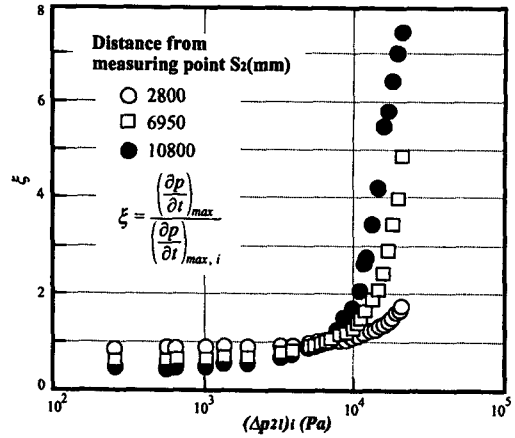 8
Distance from
measuring point S2(mm)
○ 2800
□ 6950
● 10800
6
ξ
4
ξ = (∂p/∂t)max / (∂p/∂t)max, i
2
0
10² 10³ 10⁴ 10⁵
(Δp21)i (Pa)